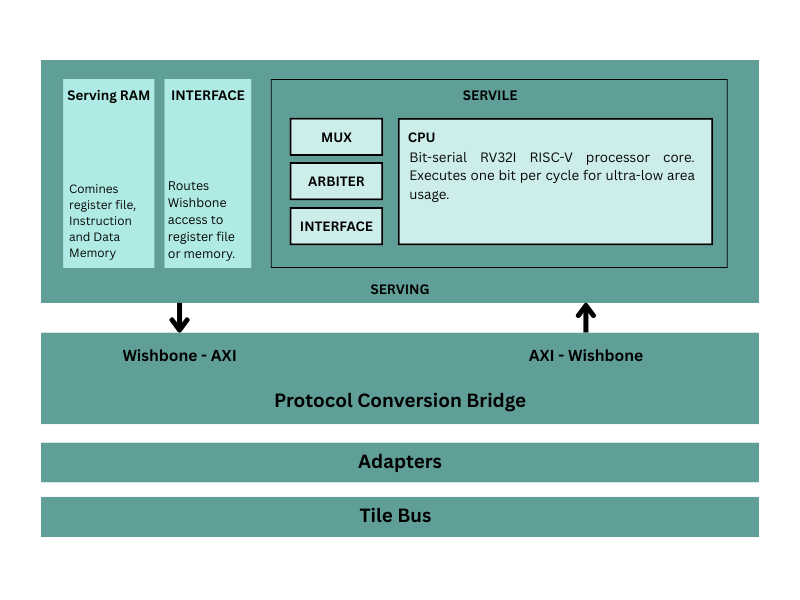 Serving RAM
Comines
register file,
Instruction
and Data
Memory
INTERFACE
Routes
Wishbone
access to
register file
or memory.
SERVILE
MUX
ARBITER
INTERFACE
CPU
Bit-serial RV32I RISC-V processor core.
Executes one bit per cycle for ultra-low area
usage.
SERVING
Wishbone - AXI
AXI - Wishbone
Protocol Conversion Bridge
Adapters
Tile Bus